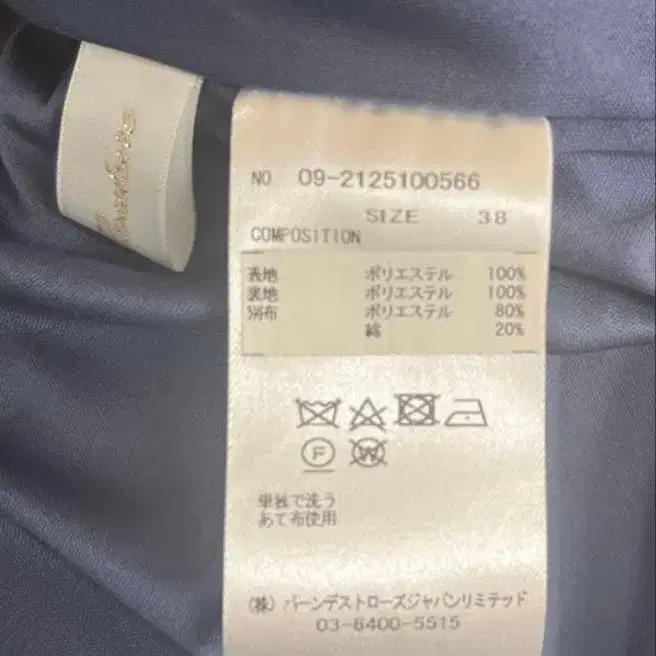 NO 09-2125100566
SIZE 38
COMPOSITION
表地 ポリエステル 100%
裏地 ポリエステル 100%
別布 ポリエステル 80%
綿 20%
F
W
単独で洗う
あて布使用
(株) バーンデストローズジャパンリミテッド
03-6400-5515